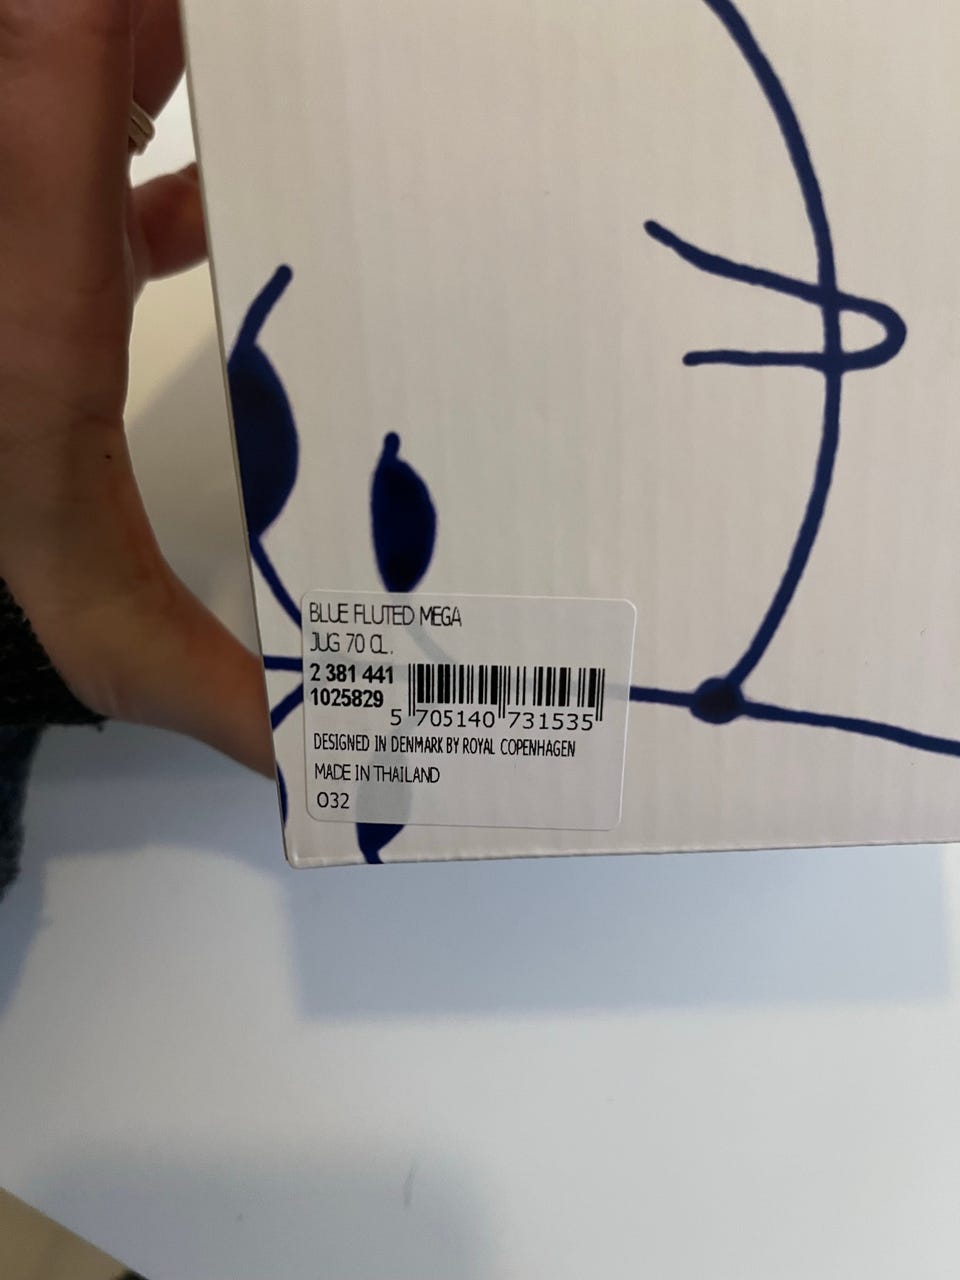 BLUE FLUTED MEGA
JUG 70 CL.
2 381 441
1025829
5 705140 731535
DESIGNED IN DENMARK BY ROYAL COPENHAGEN
MADE IN THAILAND
032